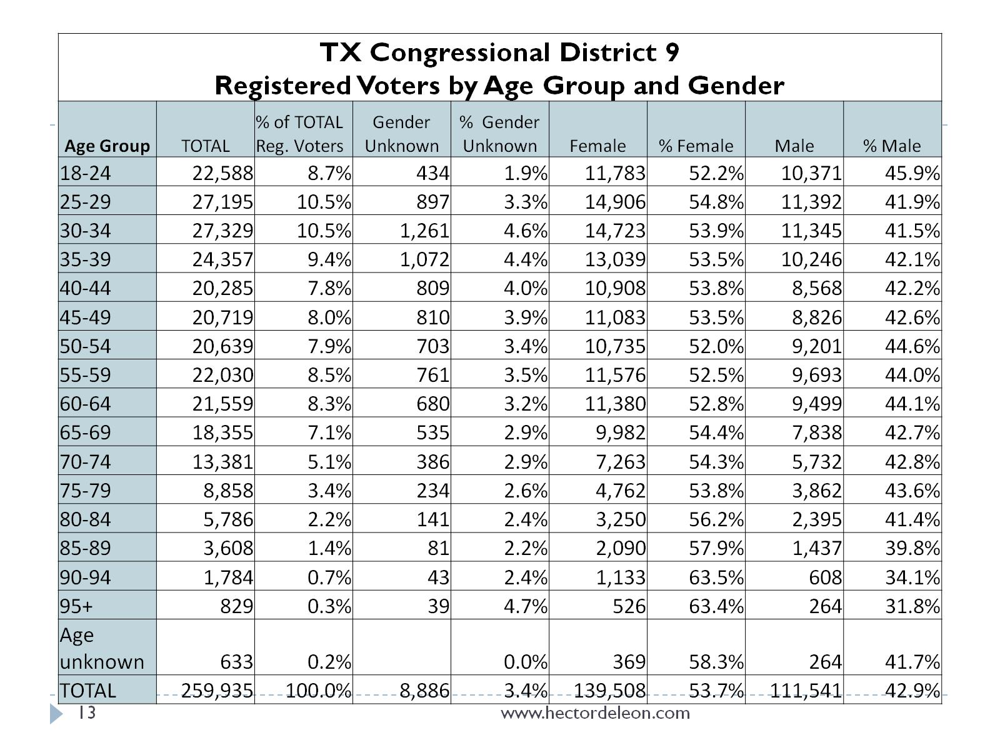 TX Congressional District 9
Registered Voters by Age Group and Gender
Age Group TOTAL % of TOTAL Reg. Voters Gender Unknown % Gender Unknown Female % Female Male % Male
18-24 22,588 8.7% 434 1.9% 11,783 52.2% 10,371 45.9%
25-29 27,195 10.5% 897 3.3% 14,906 54.8% 11,392 41.9%
30-34 27,329 10.5% 1,261 4.6% 14,723 53.9% 11,345 41.5%
35-39 24,357 9.4% 1,072 4.4% 13,039 53.5% 10,246 42.1%
40-44 20,285 7.8% 809 4.0% 10,908 53.8% 8,568 42.2%
45-49 20,719 8.0% 810 3.9% 11,083 53.5% 8,826 42.6%
50-54 20,639 7.9% 703 3.4% 10,735 52.0% 9,201 44.6%
55-59 22,030 8.5% 761 3.5% 11,576 52.5% 9,693 44.0%
60-64 21,559 8.3% 680 3.2% 11,380 52.8% 9,499 44.1%
65-69 18,355 7.1% 535 2.9% 9,982 54.4% 7,838 42.7%
70-74 13,381 5.1% 386 2.9% 7,263 54.3% 5,732 42.8%
75-79 8,858 3.4% 234 2.6% 4,762 53.8% 3,862 43.6%
80-84 5,786 2.2% 141 2.4% 3,250 56.2% 2,395 41.4%
85-89 3,608 1.4% 81 2.2% 2,090 57.9% 1,437 39.8%
90-94 1,784 0.7% 43 2.4% 1,133 63.5% 608 34.1%
95+ 829 0.3% 39 4.7% 526 63.4% 264 31.8%
Age
unknown 633 0.2% 0.0% 369 58.3% 264 41.7%
TOTAL 259,935 100.0% 8,886 3.4% 139,508 53.7% 111,541 42.9%
13 www.hectordeleon.com